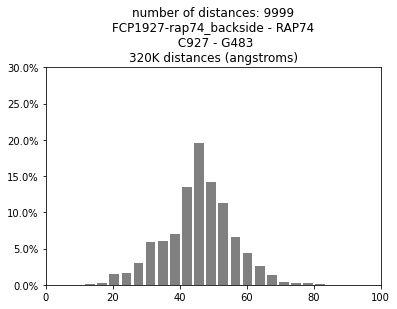 number of distances: 9999
FCP1927-rap74_backside - RAP74
C927 - G483
320K distances (angstroms)
30.0%
25.0%
20.0%
15.0%
10.0%
5.0%
0.0%
0 20 40 60 80 100